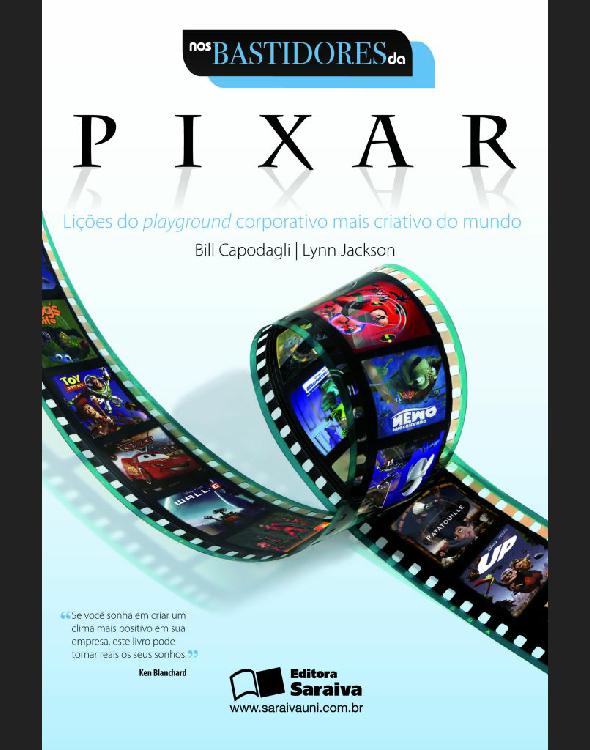 nos BASTIDORES da
PIXAR
Lições do playground corporativo mais criativo do mundo
Bill Capodagli | Lynn Jackson
TOY
NEMO
WALL·E
RATATOUILLE
UP
“Se você sonha em criar um
clima mais positivo em sua
empresa, este livro pode
tornar reais os seus sonhos.”
Ken Blanchard
Editora
Saraiva
www.saraivauni.com.br